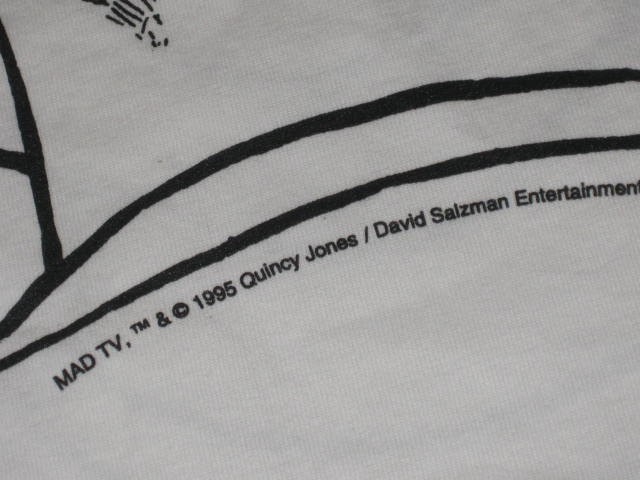 MAD TV, ™ & © 1995 Quincy Jones / David Salzman Entertainment